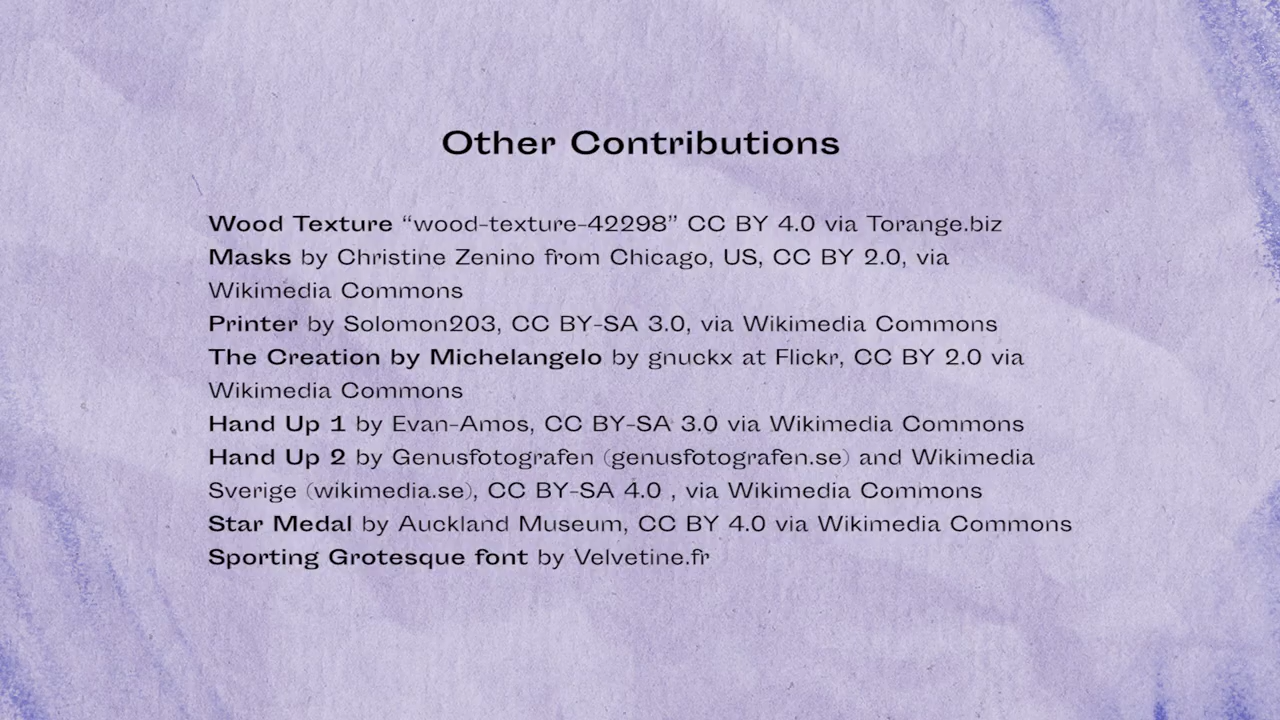 Other Contributions
Wood Texture “wood-texture-42298” CC BY 4.0 via Torange.biz
Masks by Christine Zenino from Chicago, US, CC BY 2.0, via
Wikimedia Commons
Printer by Solomon203, CC BY-SA 3.0, via Wikimedia Commons
The Creation by Michelangelo by gnuckx at Flickr, CC BY 2.0 via
Wikimedia Commons
Hand Up 1 by Evan-Amos, CC BY-SA 3.0 via Wikimedia Commons
Hand Up 2 by Genusfotografen (genusfotografen.se) and Wikimedia
Sverige (wikimedia.se), CC BY-SA 4.0 , via Wikimedia Commons
Star Medal by Auckland Museum, CC BY 4.0 via Wikimedia Commons
Sporting Grotesque font by Velvetine.fr